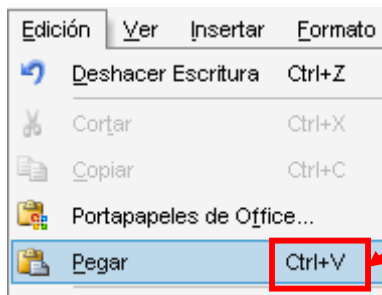 Edición Ver Insertar Formato
Deshacer Escritura Ctrl+Z
Cortar Ctrl+X
Copiar Ctrl+C
Portapapeles de Office...
Pegar Ctrl+V